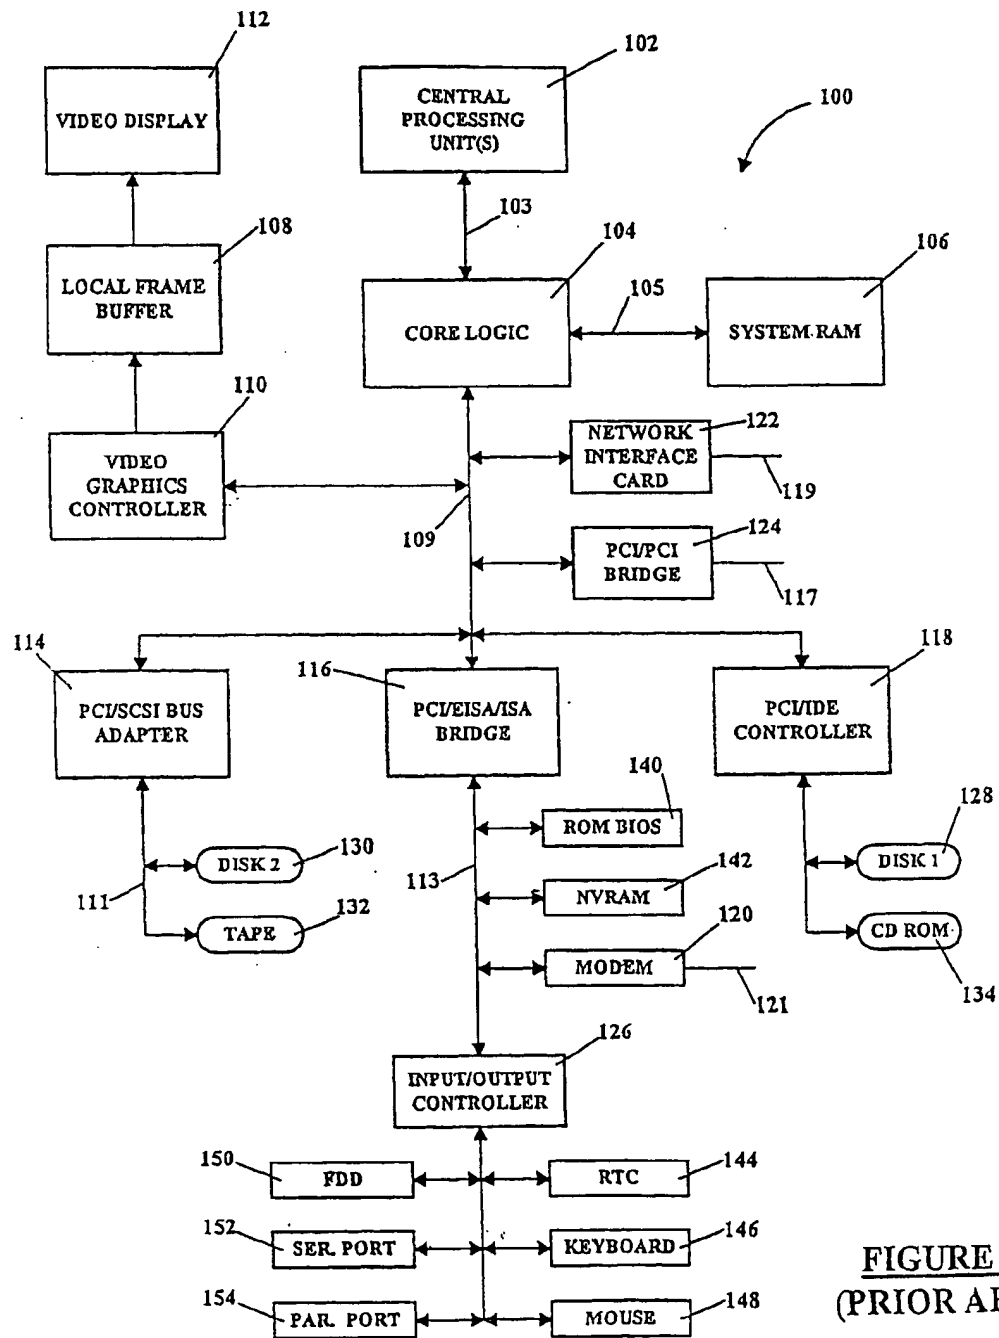 112
VIDEO DISPLAY
102
CENTRAL
PROCESSING
UNIT(S)
100
103
108
LOCAL FRAME
BUFFER
104
CORE LOGIC
105
106
SYSTEM RAM
110
VIDEO
GRAPHICS
CONTROLLER
122
NETWORK
INTERFACE
CARD
119
109
124
PCI/PCI
BRIDGE
117
114
PCI/SCSI BUS
ADAPTER
116
PCI/EISA/ISA
BRIDGE
118
PCI/IDE
CONTROLLER
140
ROM BIOS
128
DISK 1
130
DISK 2
111
113
142
NVRAM
132
TAPE
120
MODEM
121
CD ROM
134
126
INPUT/OUTPUT
CONTROLLER
150
FDD
144
RTC
152
SER. PORT
146
KEYBOARD
154
PAR. PORT
148
MOUSE
FIGURE
(PRIOR